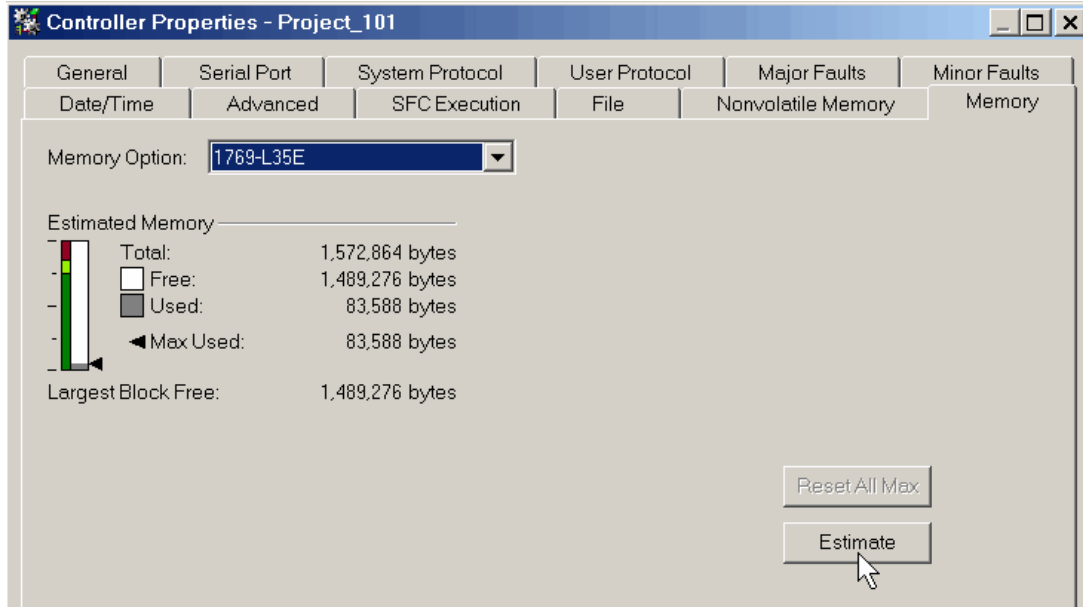 Controller Properties - Project_101
General Serial Port System Protocol User Protocol Major Faults Minor Faults
Date/Time Advanced SFC Execution File Nonvolatile Memory Memory
Memory Option: 1769-L35E
Estimated Memory
Total: 1,572,864 bytes
Free: 1,489,276 bytes
Used: 83,588 bytes
Max Used: 83,588 bytes
Largest Block Free: 1,489,276 bytes
Reset All Max
Estimate